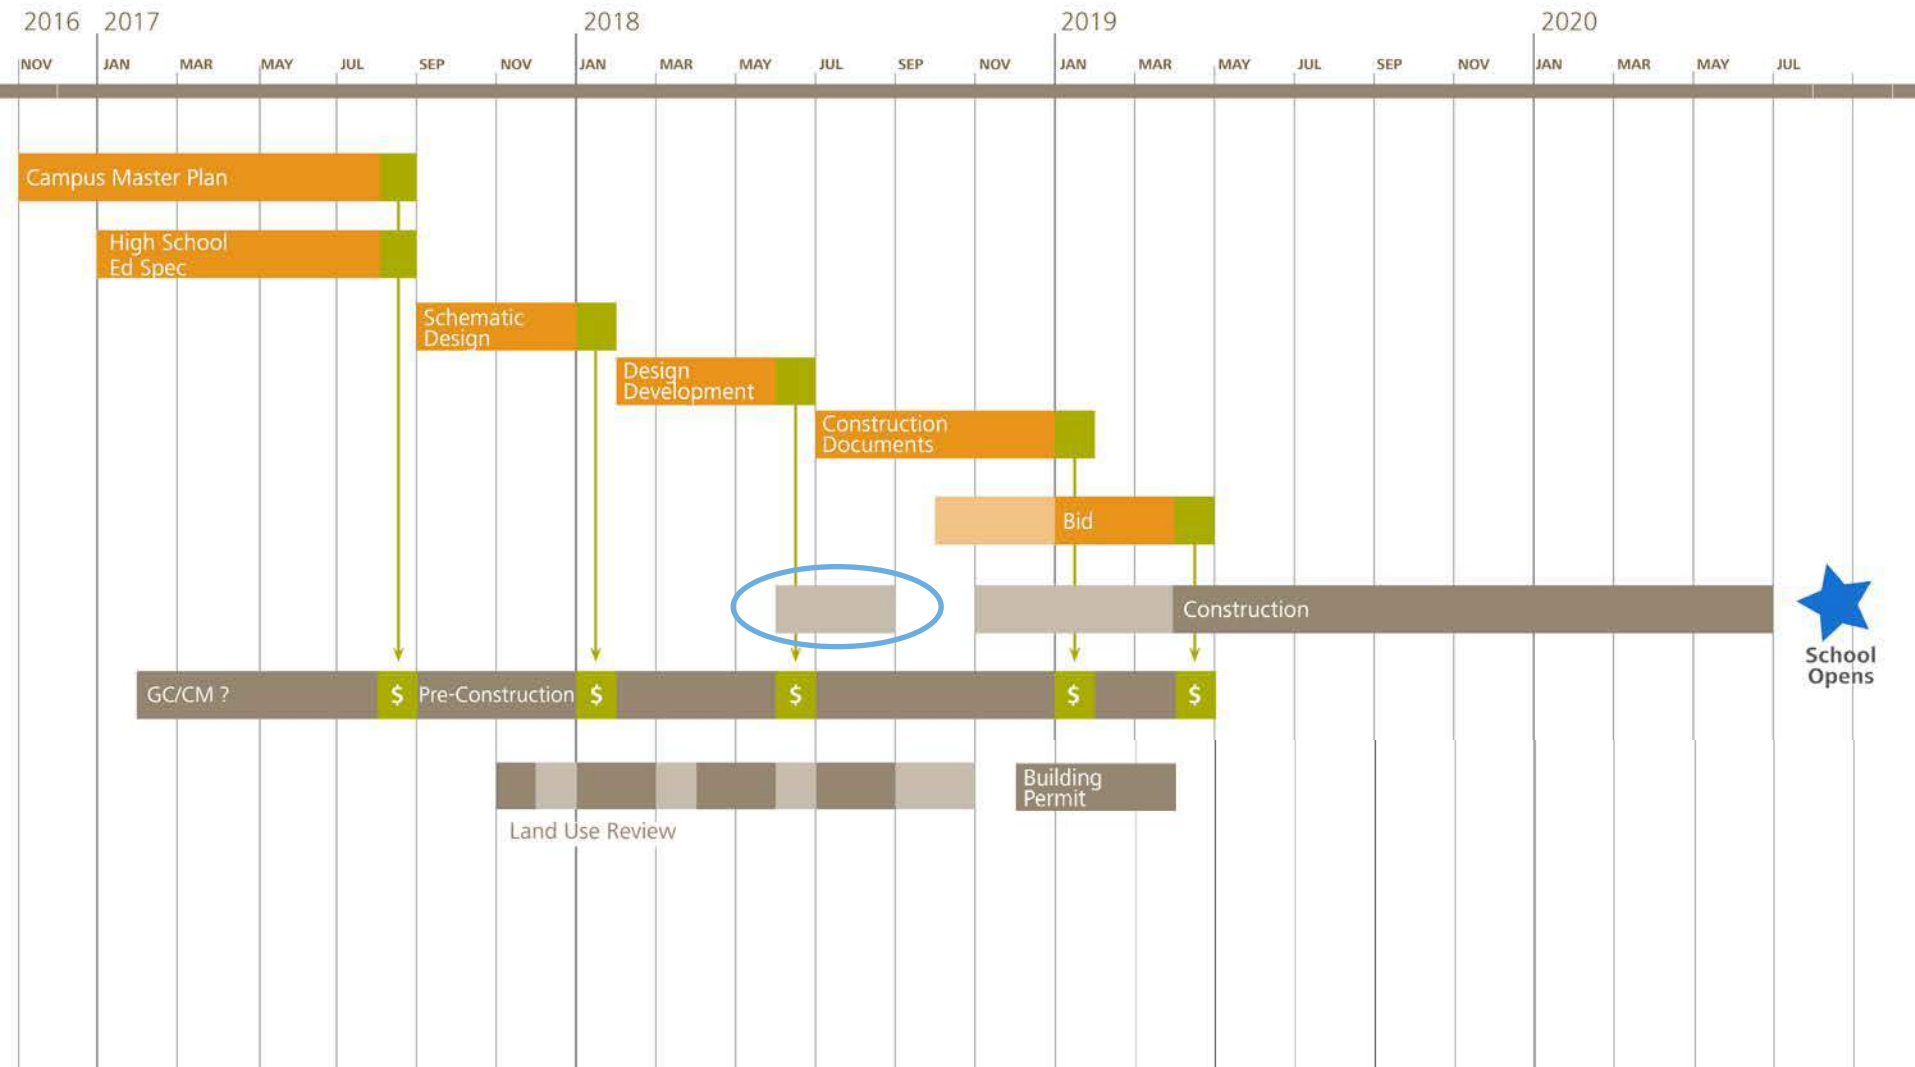 2016 2017 2018 2019 2020
NOV JAN MAR MAY JUL SEP NOV JAN MAR MAY JUL SEP NOV JAN MAR MAY JUL SEP NOV JAN MAR MAY JUL
Campus Master Plan
High School
Ed Spec
Schematic
Design
Design
Development
Construction
Documents
Bid
Construction
School
Opens
GC/CM ? $ Pre-Construction $ $ $ $
Building
Permit
Land Use Review